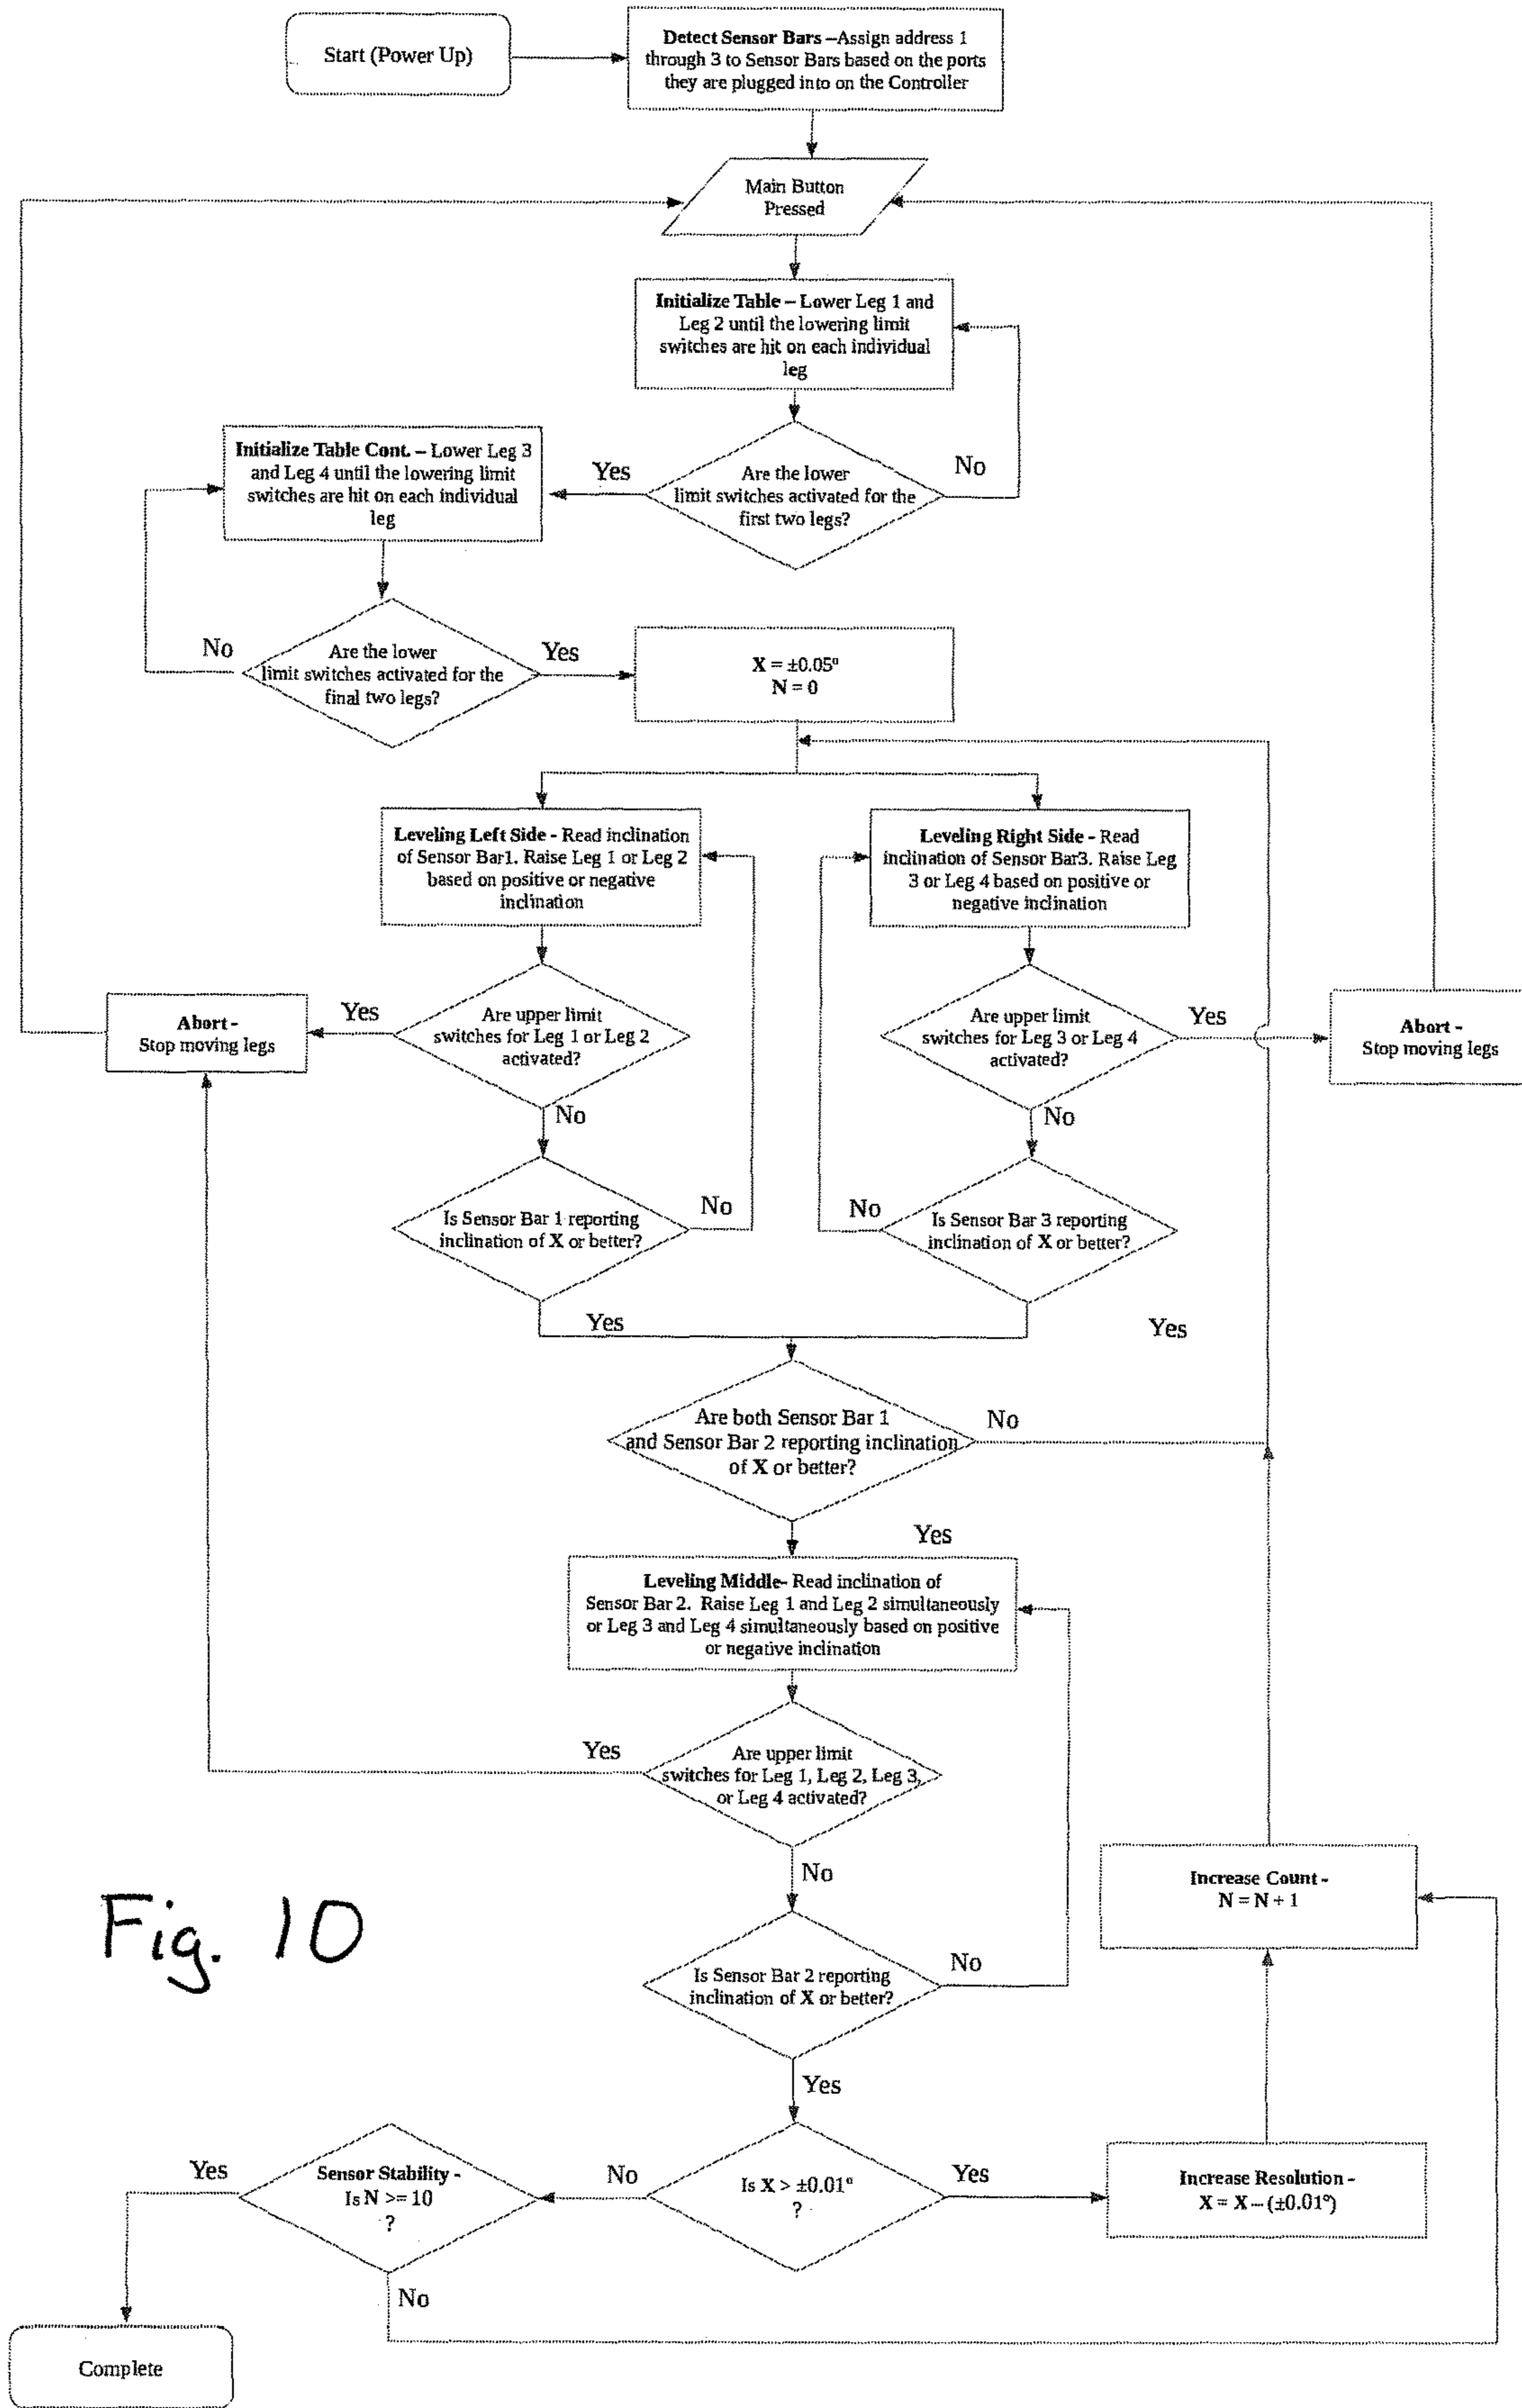 Start (Power Up)
Detect Sensor Bars –Assign address 1
through 3 to Sensor Bars based on the ports
they are plugged into on the Controller
Main Button
Pressed
Initialize Table – Lower Leg 1 and
Leg 2 until the lowering limit
switches are hit on each individual
leg
Initialize Table Cont. – Lower Leg 3
and Leg 4 until the lowering limit
switches are hit on each individual
leg
Yes
Are the lower
limit switches activated for the
first two legs?
No
No
Are the lower
limit switches activated for the
final two legs?
Yes
X = ±0.05º
N = 0
Leveling Left Side - Read inclination
of Sensor Bar1. Raise Leg 1 or Leg 2
based on positive or negative
inclination
Leveling Right Side - Read
inclination of Sensor Bar3. Raise Leg
3 or Leg 4 based on positive or
negative inclination
Abort -
Stop moving legs
Yes
Are upper limit
switches for Leg 1 or Leg 2
activated?
No
Are upper limit
switches for Leg 3 or Leg 4
activated?
Yes
No
Abort -
Stop moving legs
Is Sensor Bar 1 reporting
inclination of X or better?
No
No
Is Sensor Bar 3 reporting
inclination of X or better?
Yes
Yes
Are both Sensor Bar 1
and Sensor Bar 2 reporting inclination
of X or better?
No
Yes
Leveling Middle- Read inclination of
Sensor Bar 2. Raise Leg 1 and Leg 2 simultaneously
or Leg 3 and Leg 4 simultaneously based on positive
or negative inclination
Yes
Are upper limit
switches for Leg 1, Leg 2, Leg 3,
or Leg 4 activated?
No
Increase Count -
N = N + 1
Fig. 10
Is Sensor Bar 2 reporting
inclination of X or better?
No
Yes
Yes
Sensor Stability -
Is N >= 10
?
No
Is X > ±0.01º
?
Yes
Increase Resolution -
X = X – (±0.01º)
No
Complete